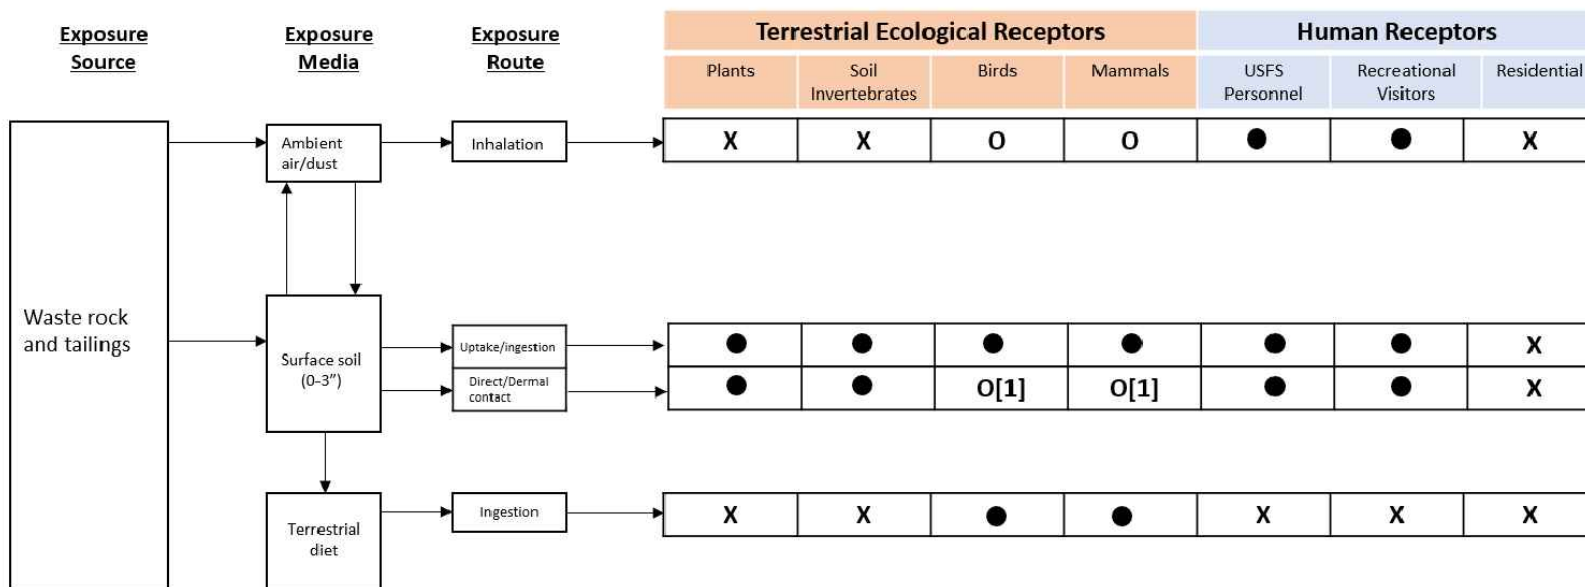 Exposure
Source
Exposure
Media
Exposure
Route
Terrestrial Ecological Receptors
Human Receptors
Plants
Soil
Invertebrates
Birds
Mammals
USFS
Personnel
Recreational
Visitors
Residential
Ambient
air/dust
Inhalation
X X O O ● ● X
Waste rock
and tailings
Surface soil
(0-3”)
Uptake/ingestion
● ● ● ● ● ● X
Direct/Dermal
contact
● ● O[1] O[1] ● ● X
Terrestrial
diet
Ingestion
X X ● ● X X X